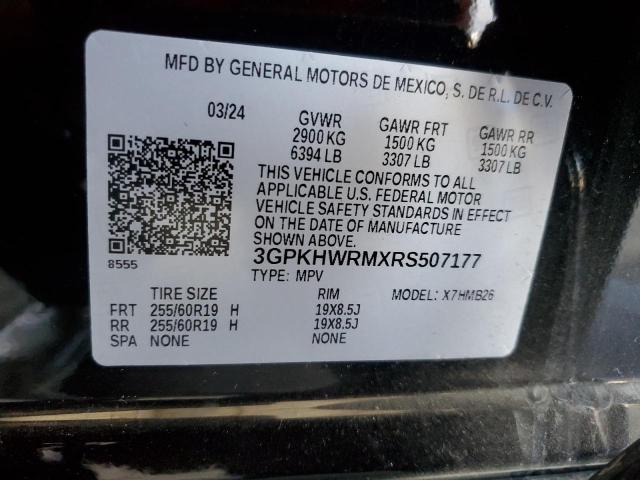 MFD BY GENERAL MOTORS DE MEXICO, S. DE R.L. DE C.V.
03/24 GVWR GAWR FRT GAWR RR
2900 KG 1500 KG 1500 KG
6394 LB 3307 LB 3307 LB
THIS VEHICLE CONFORMS TO ALL
APPLICABLE U.S. FEDERAL MOTOR
VEHICLE SAFETY STANDARDS IN EFFECT
ON THE DATE OF MANUFACTURE
SHOWN ABOVE.
8555 3GPKHWRMXRS507177
TYPE: MPV MODEL: X7HMB26
TIRE SIZE RIM
FRT 255/60R19 H 19X8.5J
RR 255/60R19 H 19X8.5J
SPA NONE NONE